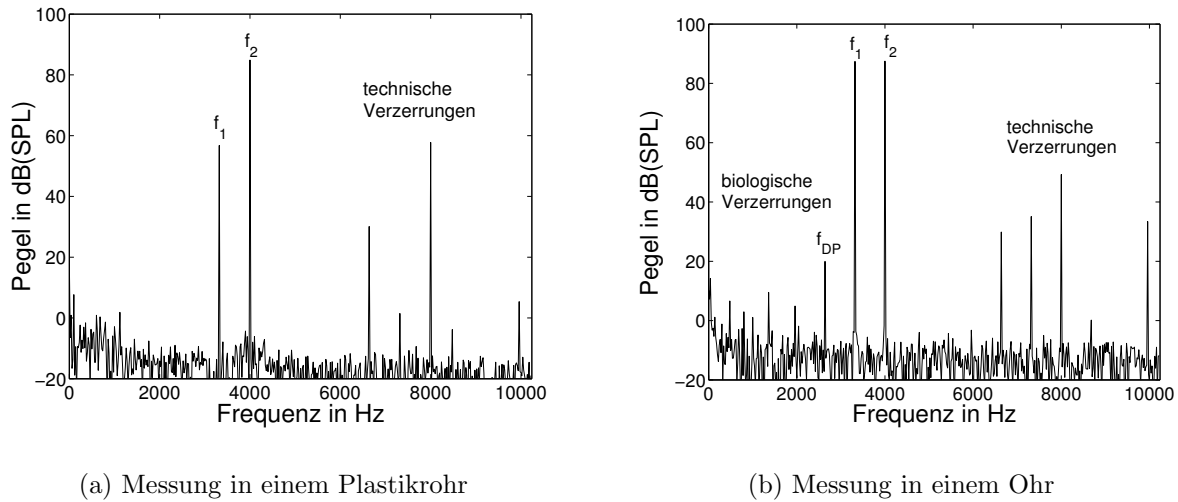 100
80
60
40
20
0
−20
Pegel in dB(SPL)
f1
f2
technische
Verzerrungen
0 2000 4000 6000 8000 10000
Frequenz in Hz
(a) Messung in einem Plastikrohr
100
80
60
40
20
0
−20
Pegel in dB(SPL)
f1 f2
technische
Verzerrungen
biologische
Verzerrungen
fDP
0 2000 4000 6000 8000 10000
Frequenz in Hz
(b) Messung in einem Ohr